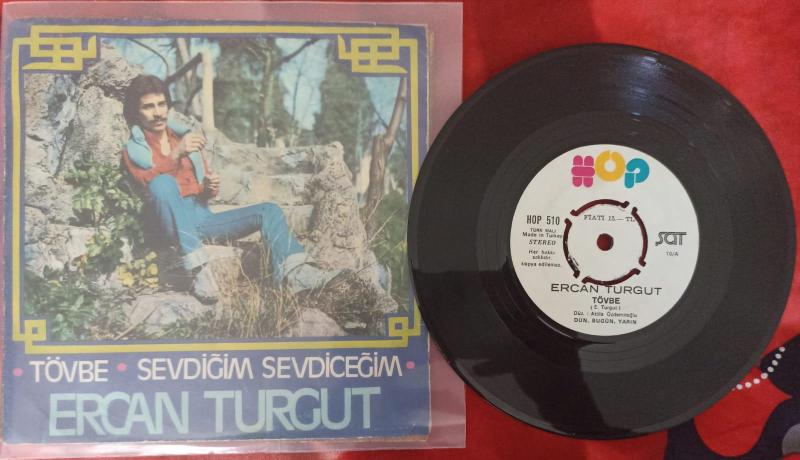 • TÖVBE • SEVDİĞİM SEVDİCEĞİM •
ERCAN TURGUT
HOP
HOP 510
FİATI 15.— TL.
TÜRK MALI
Made in Turkey
STEREO
Her hakkı
saklıdır.
kopya edilemez.
SAT
10/A
ERCAN TURGUT
TÖVBE
( E. Turgut )
Düz. : Atilla Özdemiroğlu
DÜN, BUGÜN, YARIN